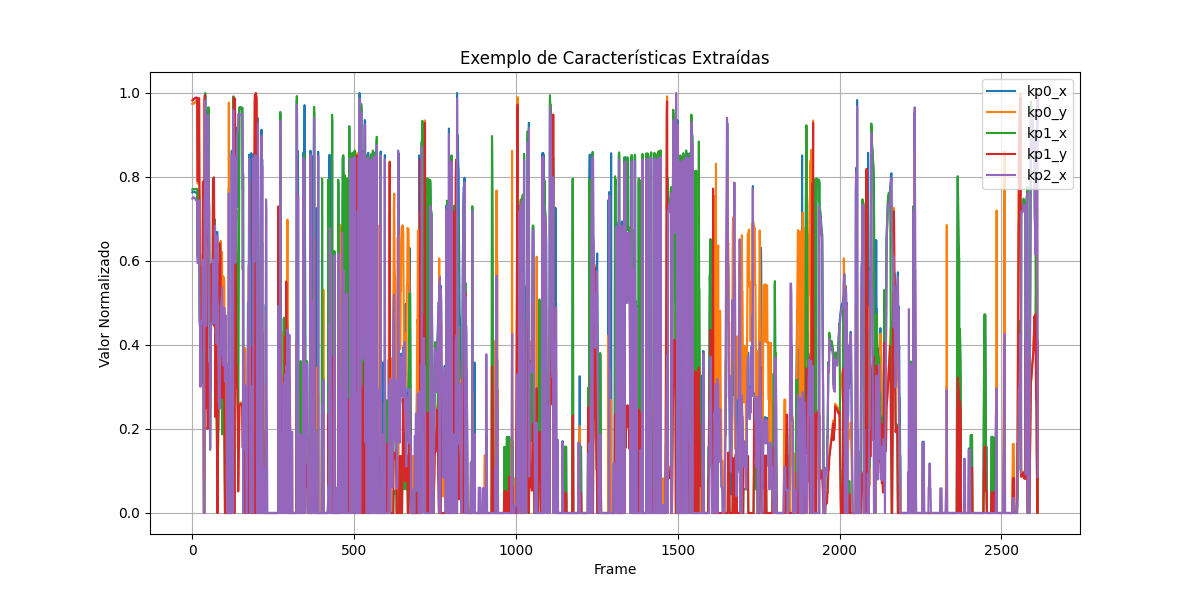 Exemplo de Características Extraídas
Valor Normalizado
1.0
0.8
0.6
0.4
0.2
0.0
0
500
1000
1500
2000
2500
Frame
kp0_x
kp0_y
kp1_x
kp1_y
kp2_x